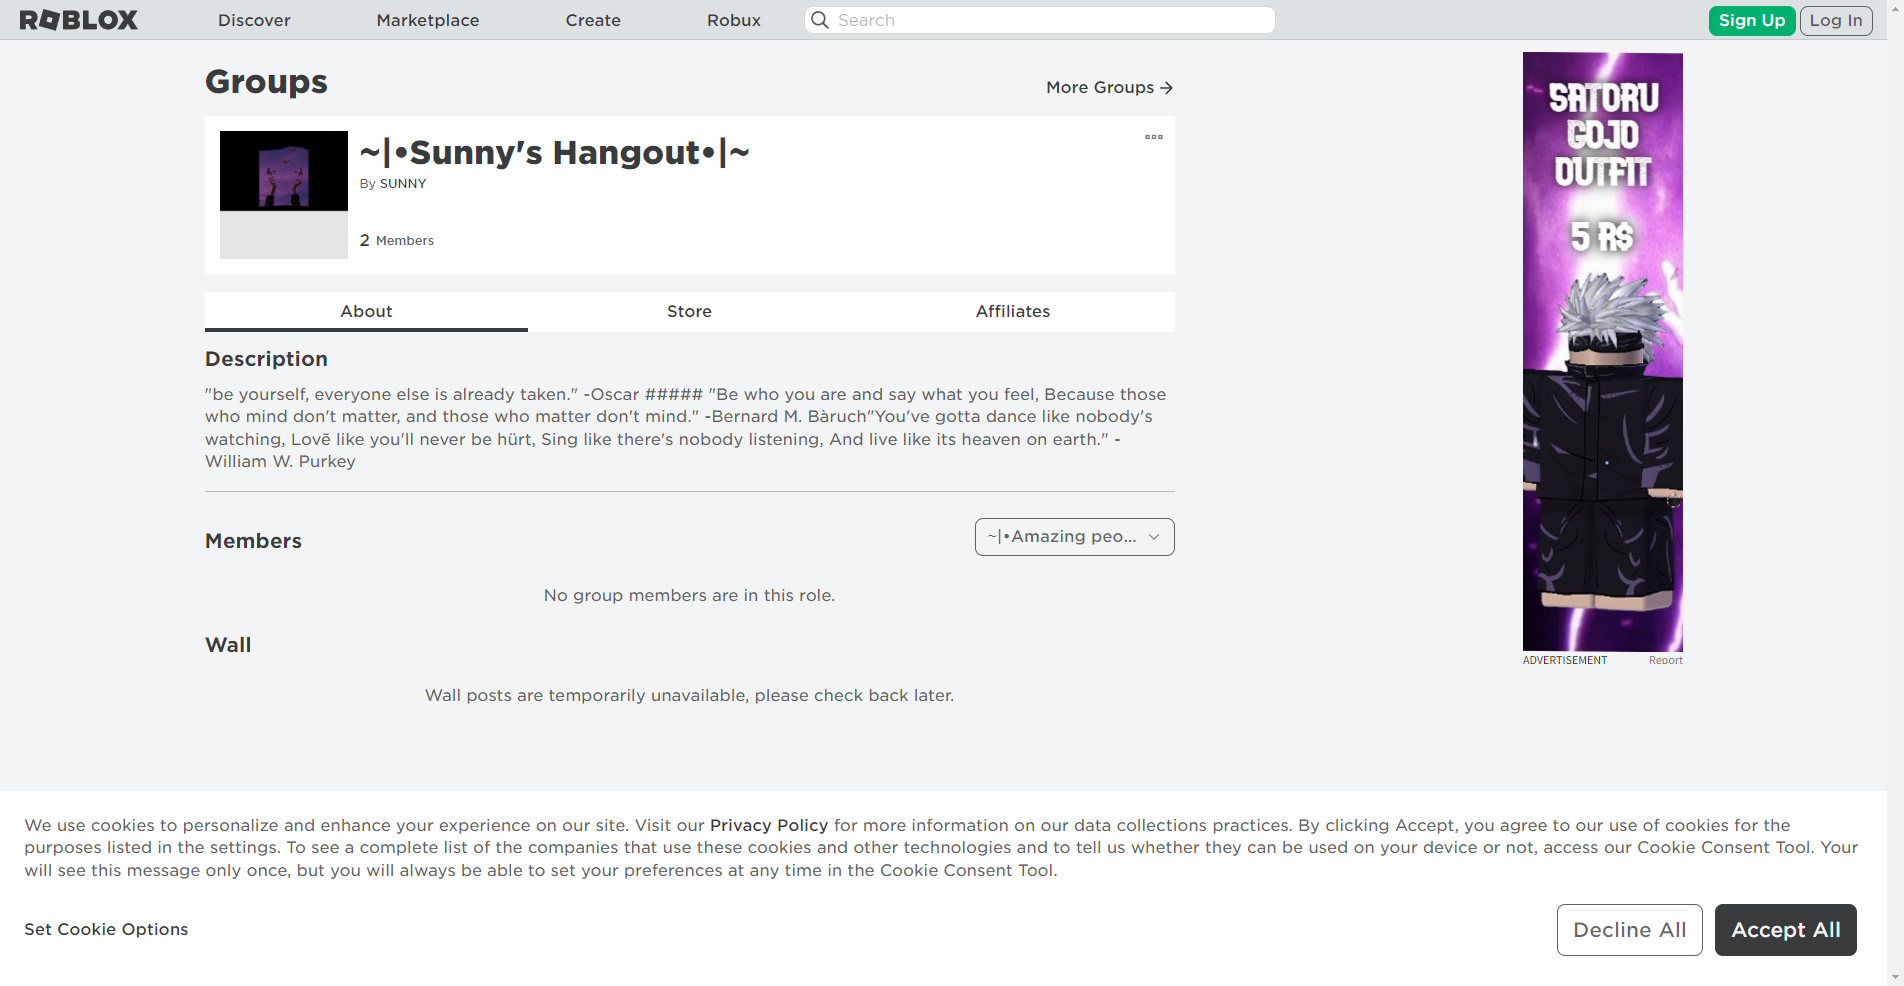 ROBLOX
Discover
Marketplace
Create
Robux
Search
Sign Up
Log In
Groups
More Groups
~|•Sunny's Hangout•|~
By SUNNY
2 Members
About
Store
Affiliates
Description
"be yourself, everyone else is already taken." -Oscar ##### "Be who you are and say what you feel, Because those
who mind don't matter, and those who matter don't mind." -Bernard M. Bàruch"You've gotta dance like nobody's
watching, Lovē like you'll never be hürt, Sing like there's nobody listening, And live like its heaven on earth." -
William W. Purkey
Members
~|•Amazing peo...
No group members are in this role.
Wall
Wall posts are temporarily unavailable, please check back later.
SATORU
GOJO
OUTFIT
5 R$
ADVERTISEMENT
Report
We use cookies to personalize and enhance your experience on our site. Visit our Privacy Policy for more information on our data collections practices. By clicking Accept, you agree to our use of cookies for the
purposes listed in the settings. To see a complete list of the companies that use these cookies and other technologies and to tell us whether they can be used on your device or not, access our Cookie Consent Tool. Your
will see this message only once, but you will always be able to set your preferences at any time in the Cookie Consent Tool.
Set Cookie Options
Decline All
Accept All